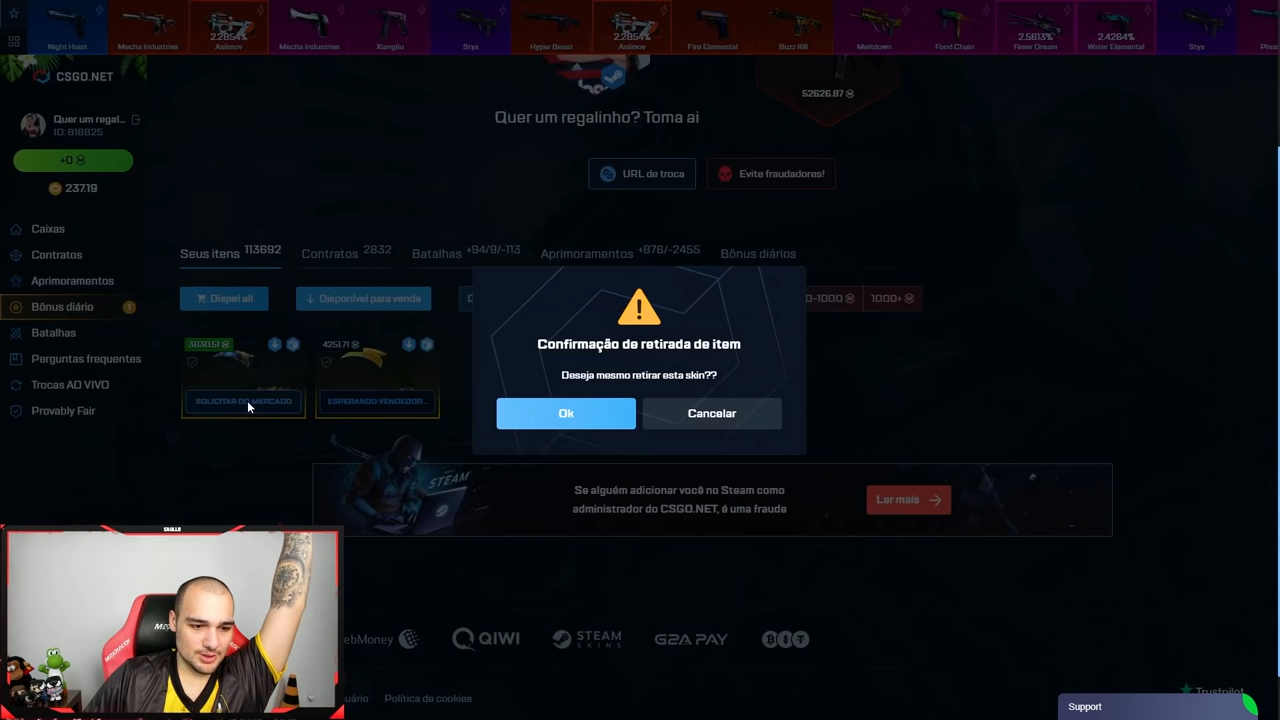 Night Heist
Mecha Industries
2.2854%
Asiimov
Mecha Industries
Xiangliu
Styx
Hyper Beast
2.2854%
Asiimov
Fire Elemental
Buzz Kill
Meltdown
Food Chain
2.5613%
Fever Dream
2.4264%
Water Elemental
Styx
CSGO.NET
52626.87
Quer um regalinho? Toma ai
Quer um regal...
ID: 818825
+0
237.19
URL de troca
Evite fraudadores!
Caixas
Contratos
Aprimoramentos
Bônus diário 1
Batalhas
Perguntas frequentes
Trocas AO VIVO
Provably Fair
Seus itens 113692
Contratos 2832
Batalhas +94/9/-113
Aprimoramentos +876/-2455
Bônus diários
Dispel all
Disponível para venda
0-1000
1000+
3830.51
4251.71
SOLICITAR DO MERCADO
ESPERANDO VENDEDOR...
Confirmação de retirada de item
Deseja mesmo retirar esta skin??
Ok
Cancelar
STEAM
Se alguém adicionar você no Steam como
administrador do CSGO.NET, é uma fraude
Ler mais
SAULLO
ebMoney
QIWI
STEAM
SKINS
G2A PAY
Política de cookies
Trustpilot
Support